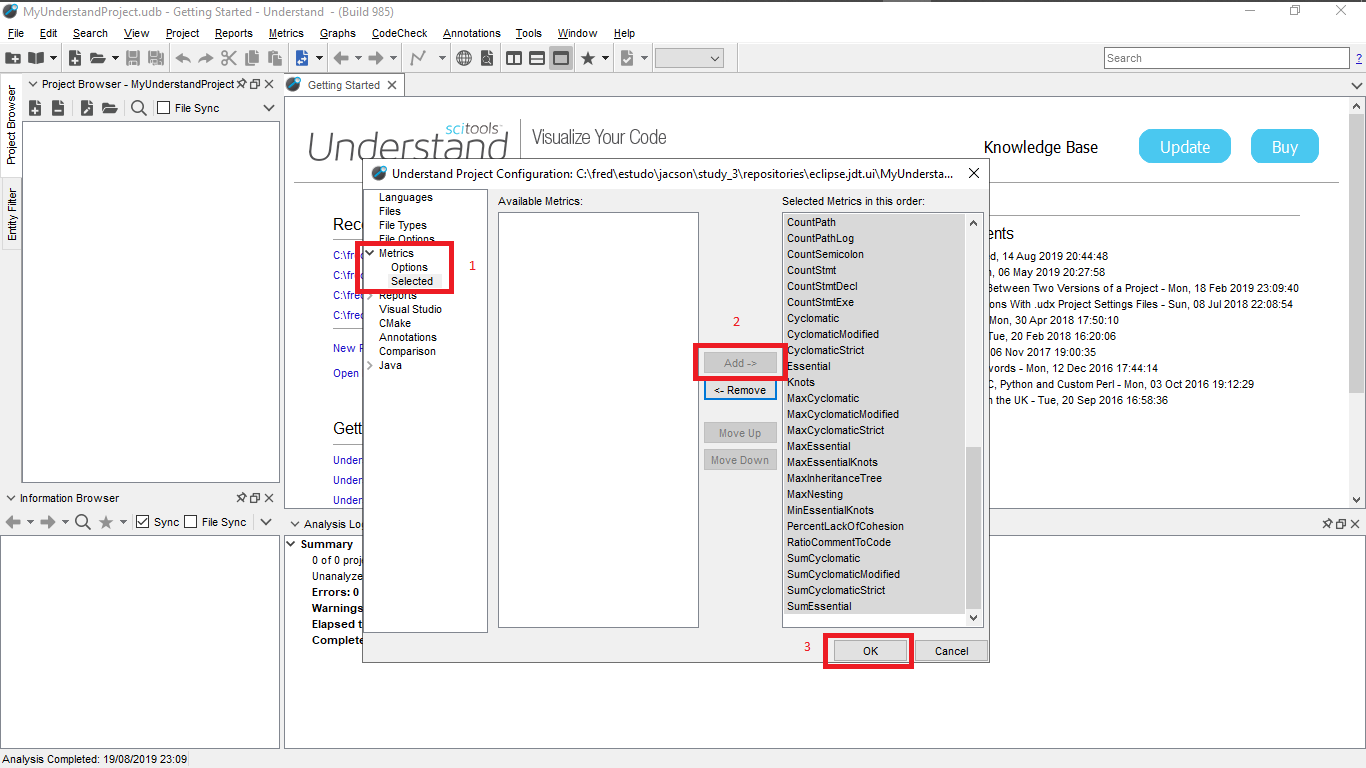 MyUnderstandProject.udb - Getting Started - Understand - (Build 985)
File Edit Search View Project Reports Metrics Graphs CodeCheck Annotations Tools Window Help
Search
?
Project Browser
Entity Filter
Project Browser - MyUnderstandProject
File Sync
Getting Started
scitools™
Understand
Visualize Your Code
Knowledge Base
Update
Buy
Understand Project Configuration: C:\fred\estudo\jacson\study_3\repositories\eclipse.jdt.ui\MyUndersta...
Languages
Files
File Types
File Options
Metrics
Options
Selected
Reports
Visual Studio
CMake
Annotations
Comparison
Java
1
Available Metrics:
2
Add ->
<- Remove
Move Up
Move Down
Selected Metrics in this order:
CountPath
CountPathLog
CountSemicolon
CountStmt
CountStmtDecl
CountStmtExe
Cyclomatic
CyclomaticModified
CyclomaticStrict
Essential
Knots
MaxCyclomatic
MaxCyclomaticModified
MaxCyclomaticStrict
MaxEssential
MaxEssentialKnots
MaxInheritanceTree
MaxNesting
MinEssentialKnots
PercentLackOfCohesion
RatioCommentToCode
SumCyclomatic
SumCyclomaticModified
SumCyclomaticStrict
SumEssential
3
OK
Cancel
Rec
C:\fred
C:\fred
C:\fred
C:\fred
New P
Open
Gett
Under
Under
Under
ents
d, 14 Aug 2019 20:44:48
n, 06 May 2019 20:27:58
Between Two Versions of a Project - Mon, 18 Feb 2019 23:09:40
ons With .udx Project Settings Files - Sun, 08 Jul 2018 22:08:54
Mon, 30 Apr 2018 17:50:10
Tue, 20 Feb 2018 16:20:06
06 Nov 2017 19:00:35
words - Mon, 12 Dec 2016 17:44:14
C, Python and Custom Perl - Mon, 03 Oct 2016 19:12:29
n the UK - Tue, 20 Sep 2016 16:58:36
Information Browser
Sync File Sync
Analysis Log
Summary
0 of 0 proj
Unanalyze
Errors: 0
Warnings
Elapsed t
Complete
Analysis Completed: 19/08/2019 23:09